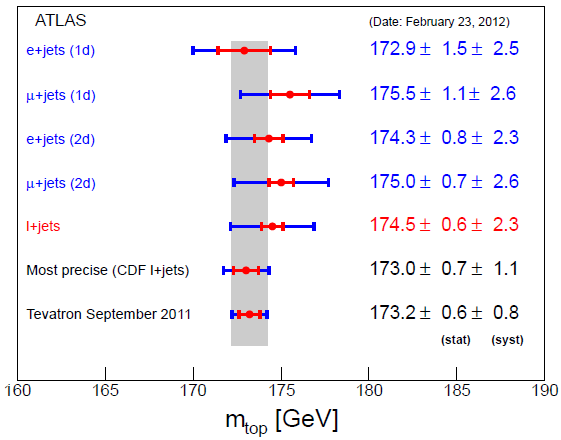 ATLAS (Date: February 23, 2012)
e+jets (1d) 172.9 ± 1.5 ± 2.5
μ+jets (1d) 175.5 ± 1.1 ± 2.6
e+jets (2d) 174.3 ± 0.8 ± 2.3
μ+jets (2d) 175.0 ± 0.7 ± 2.6
l+jets 174.5 ± 0.6 ± 2.3
Most precise (CDF l+jets) 173.0 ± 0.7 ± 1.1
Tevatron September 2011 173.2 ± 0.6 ± 0.8
(stat) (syst)
160 165 170 175 180 185 190
m_top [GeV]